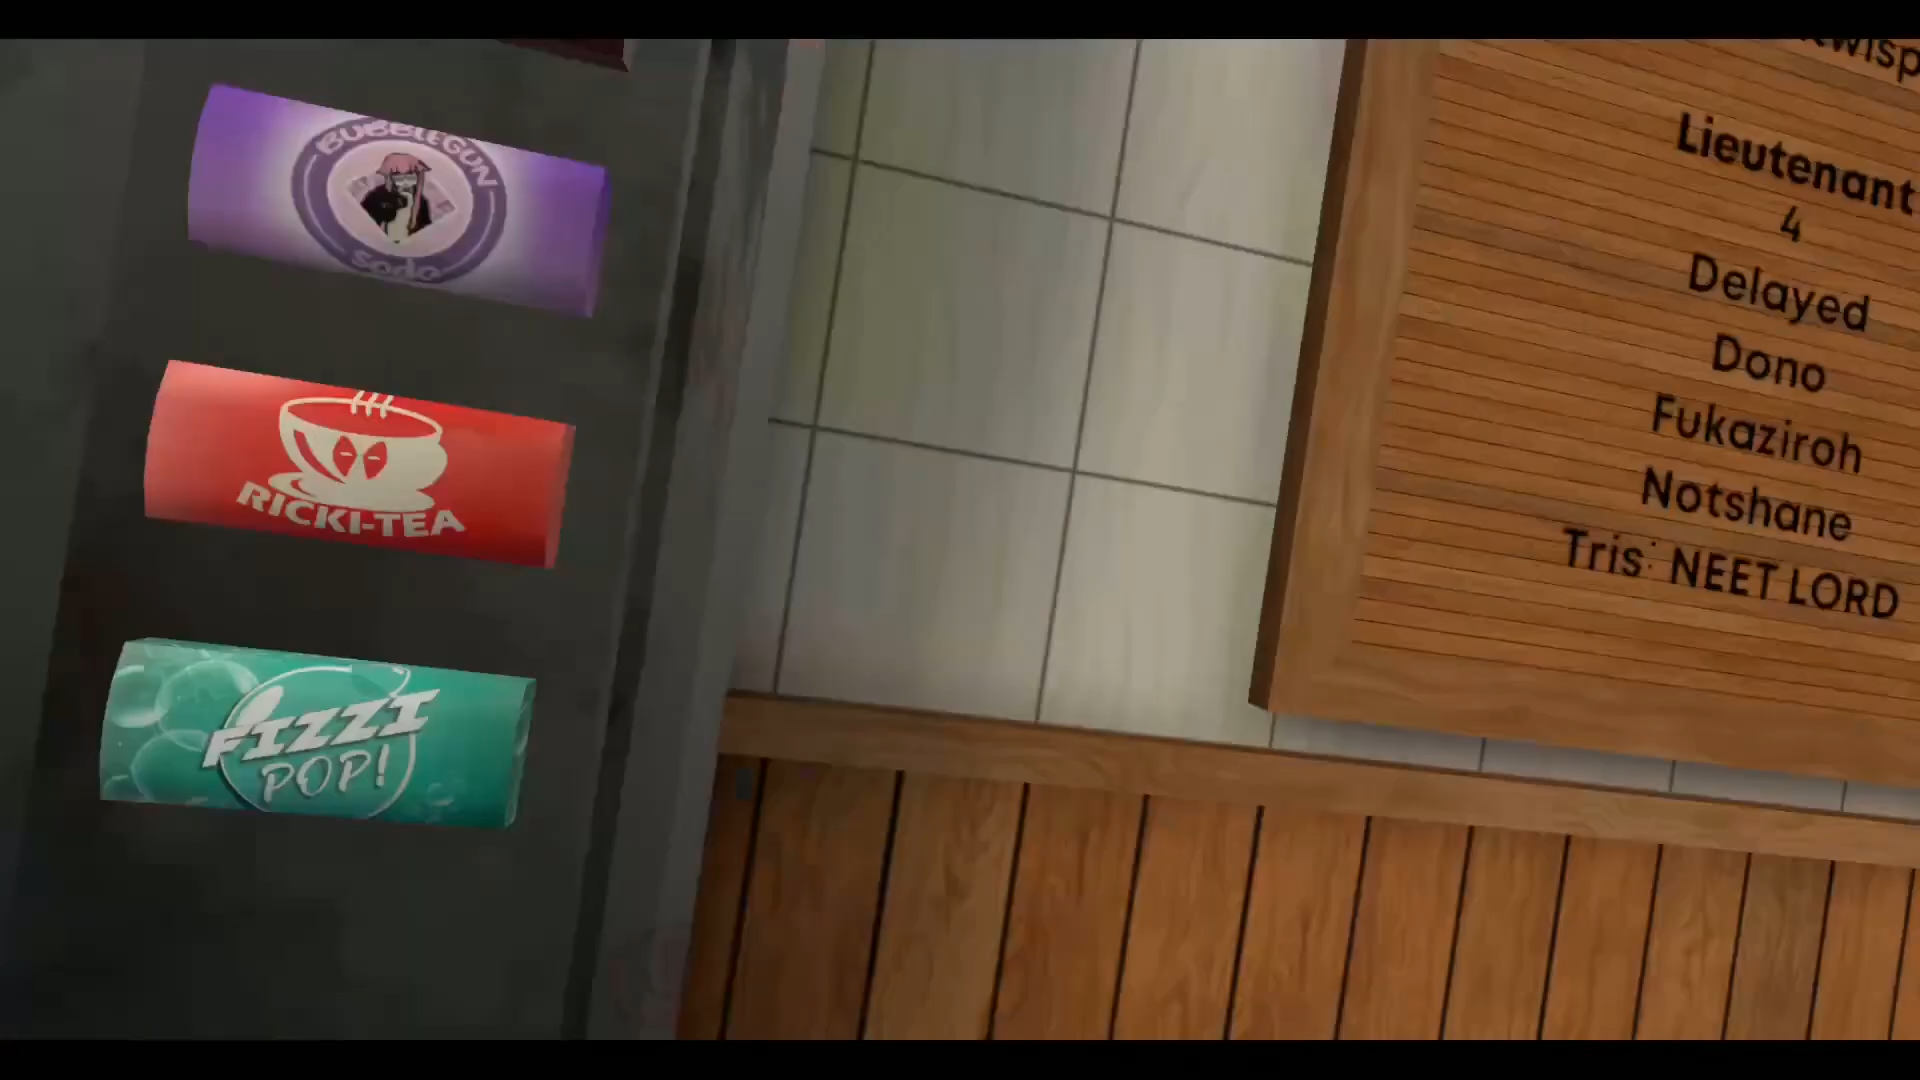 BUBBLEGUN
soda
RICKI-TEA
FIZZI
POP!
Lieutenant
4
Delayed
Dono
Fukaziroh
Notshane
Tris: NEET LORD